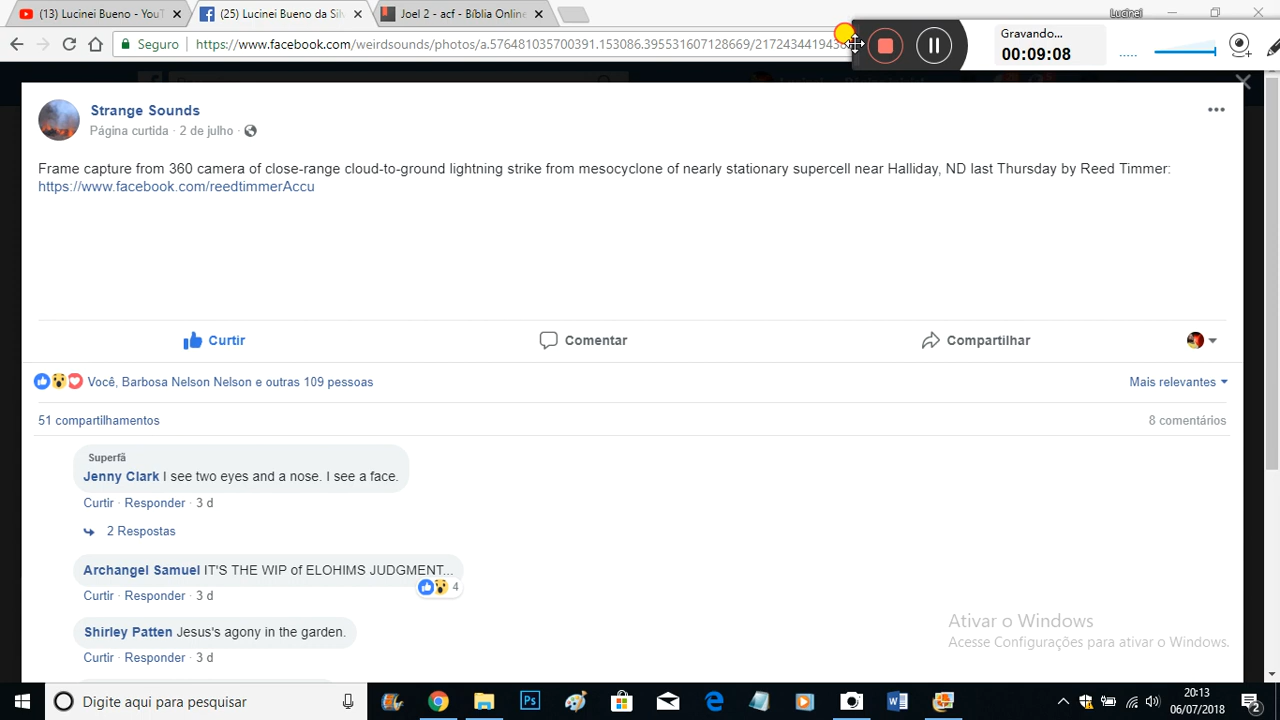 (13) Lucinei Bueno - YouT
(25) Lucinei Bueno da Silv
Joel 2 - acf - Bíblia Online
Lucinei
Seguro
https://www.facebook.com/weirdsounds/photos/a.576481035700391.153086.395531607128669/217243441943
Gravando...
00:09:08
Strange Sounds
Página curtida · 2 de julho ·
Frame capture from 360 camera of close-range cloud-to-ground lightning strike from mesocyclone of nearly stationary supercell near Halliday, ND last Thursday by Reed Timmer:
https://www.facebook.com/reedtimmerAccu
Curtir
Comentar
Compartilhar
Você, Barbosa Nelson Nelson e outras 109 pessoas
Mais relevantes
51 compartilhamentos
8 comentários
Superfã
Jenny Clark I see two eyes and a nose. I see a face.
Curtir · Responder · 3 d
2 Respostas
Archangel Samuel IT'S THE WIP of ELOHIMS JUDGMENT...
4
Curtir · Responder · 3 d
Shirley Patten Jesus's agony in the garden.
Curtir · Responder · 3 d
Ativar o Windows
Acesse Configurações para ativar o Windows.
Digite aqui para pesquisar
20:13
06/07/2018
2